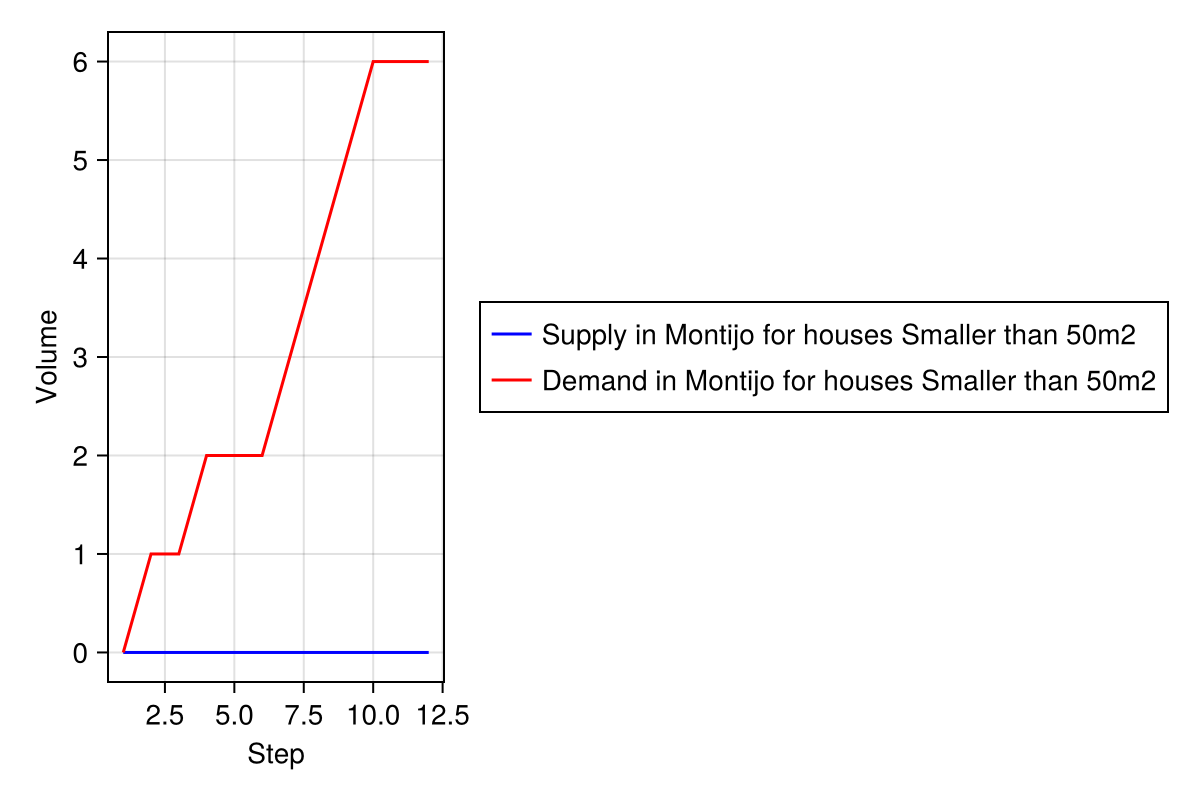 6
5
4
3
2
1
0
Volume
2.5 5.0 7.5 10.0 12.5
Step
Supply in Montijo for houses Smaller than 50m2
Demand in Montijo for houses Smaller than 50m2